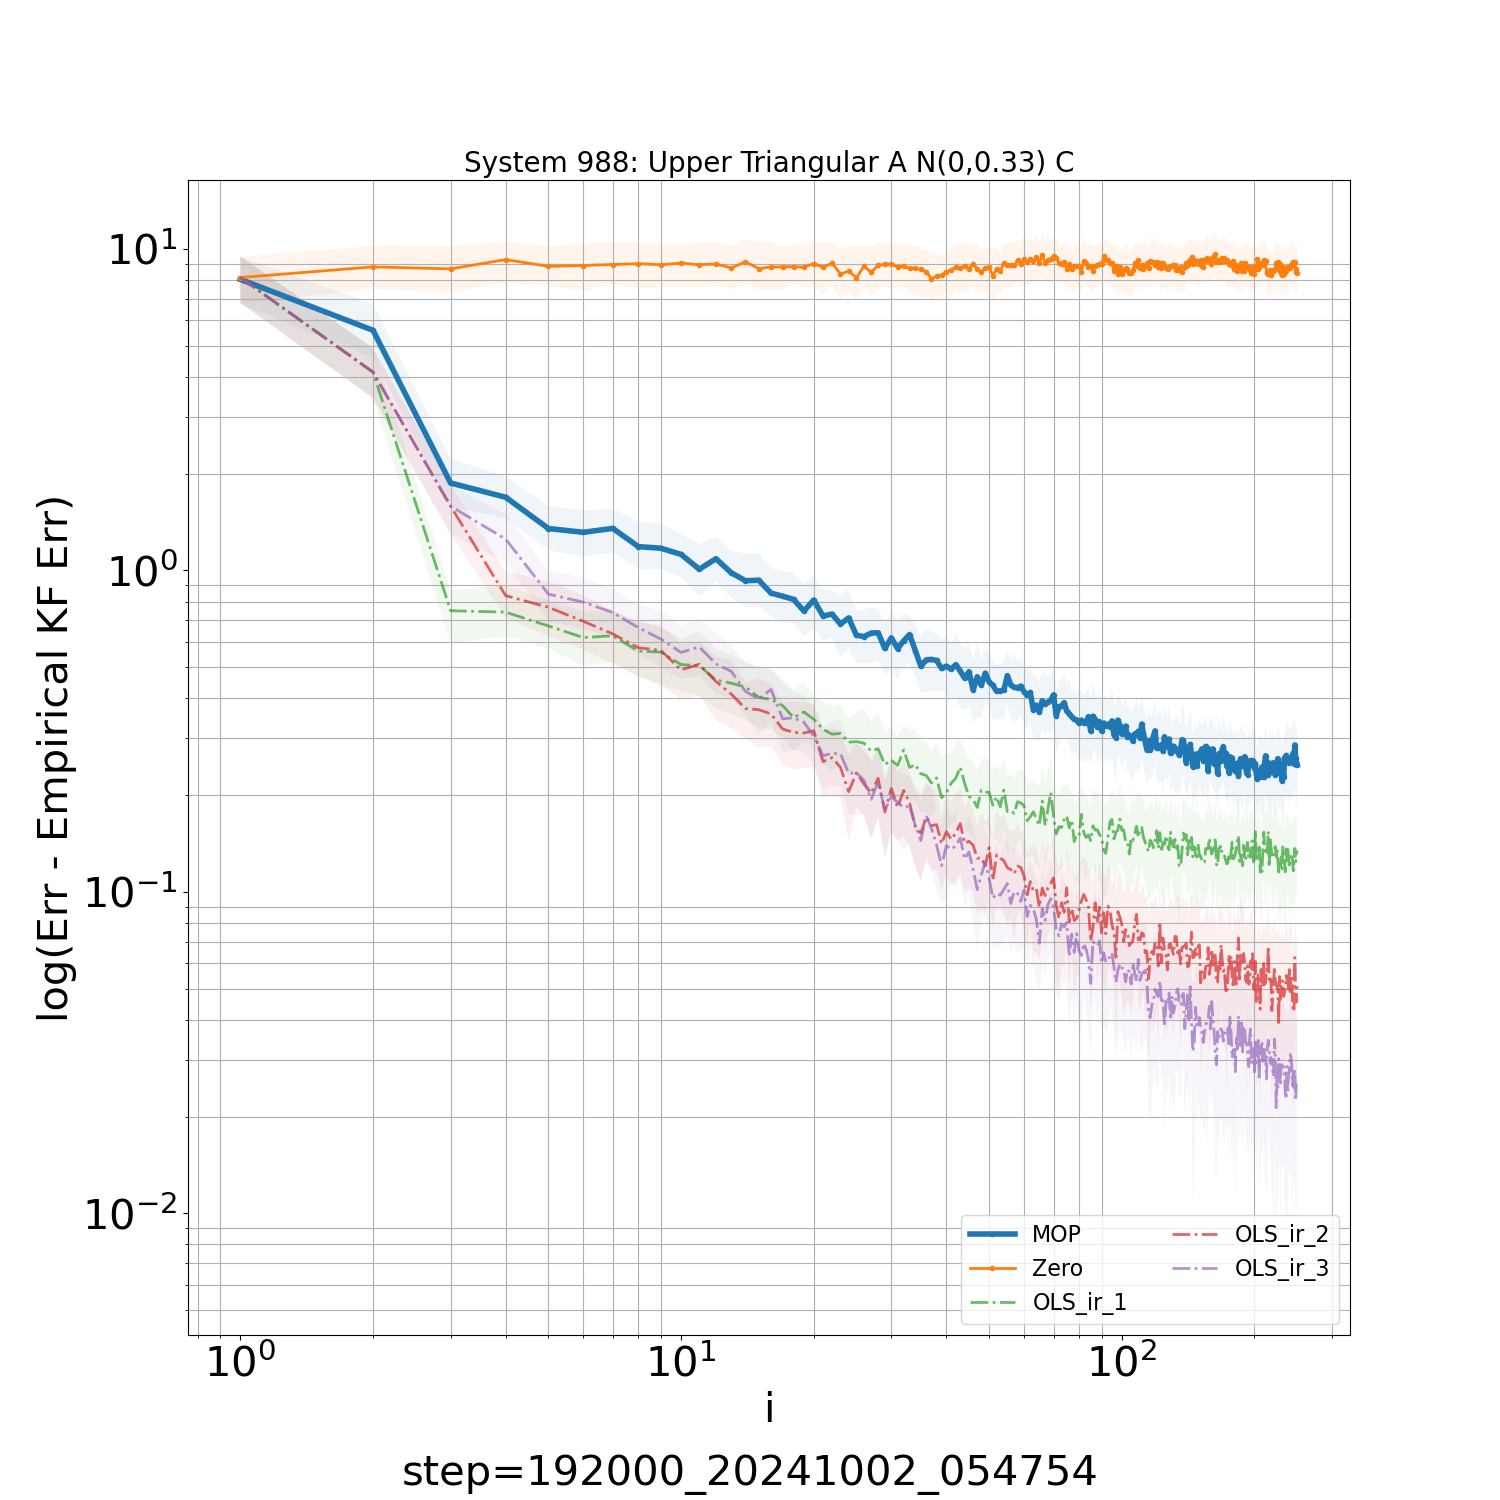 System 988: Upper Triangular A N(0,0.33) C
log(Err - Empirical KF Err)
10¹
10⁰
10⁻¹
10⁻²
MOP
Zero
OLS_ir_1
OLS_ir_2
OLS_ir_3
10⁰ 10¹ 10²
i
step=192000_20241002_054754